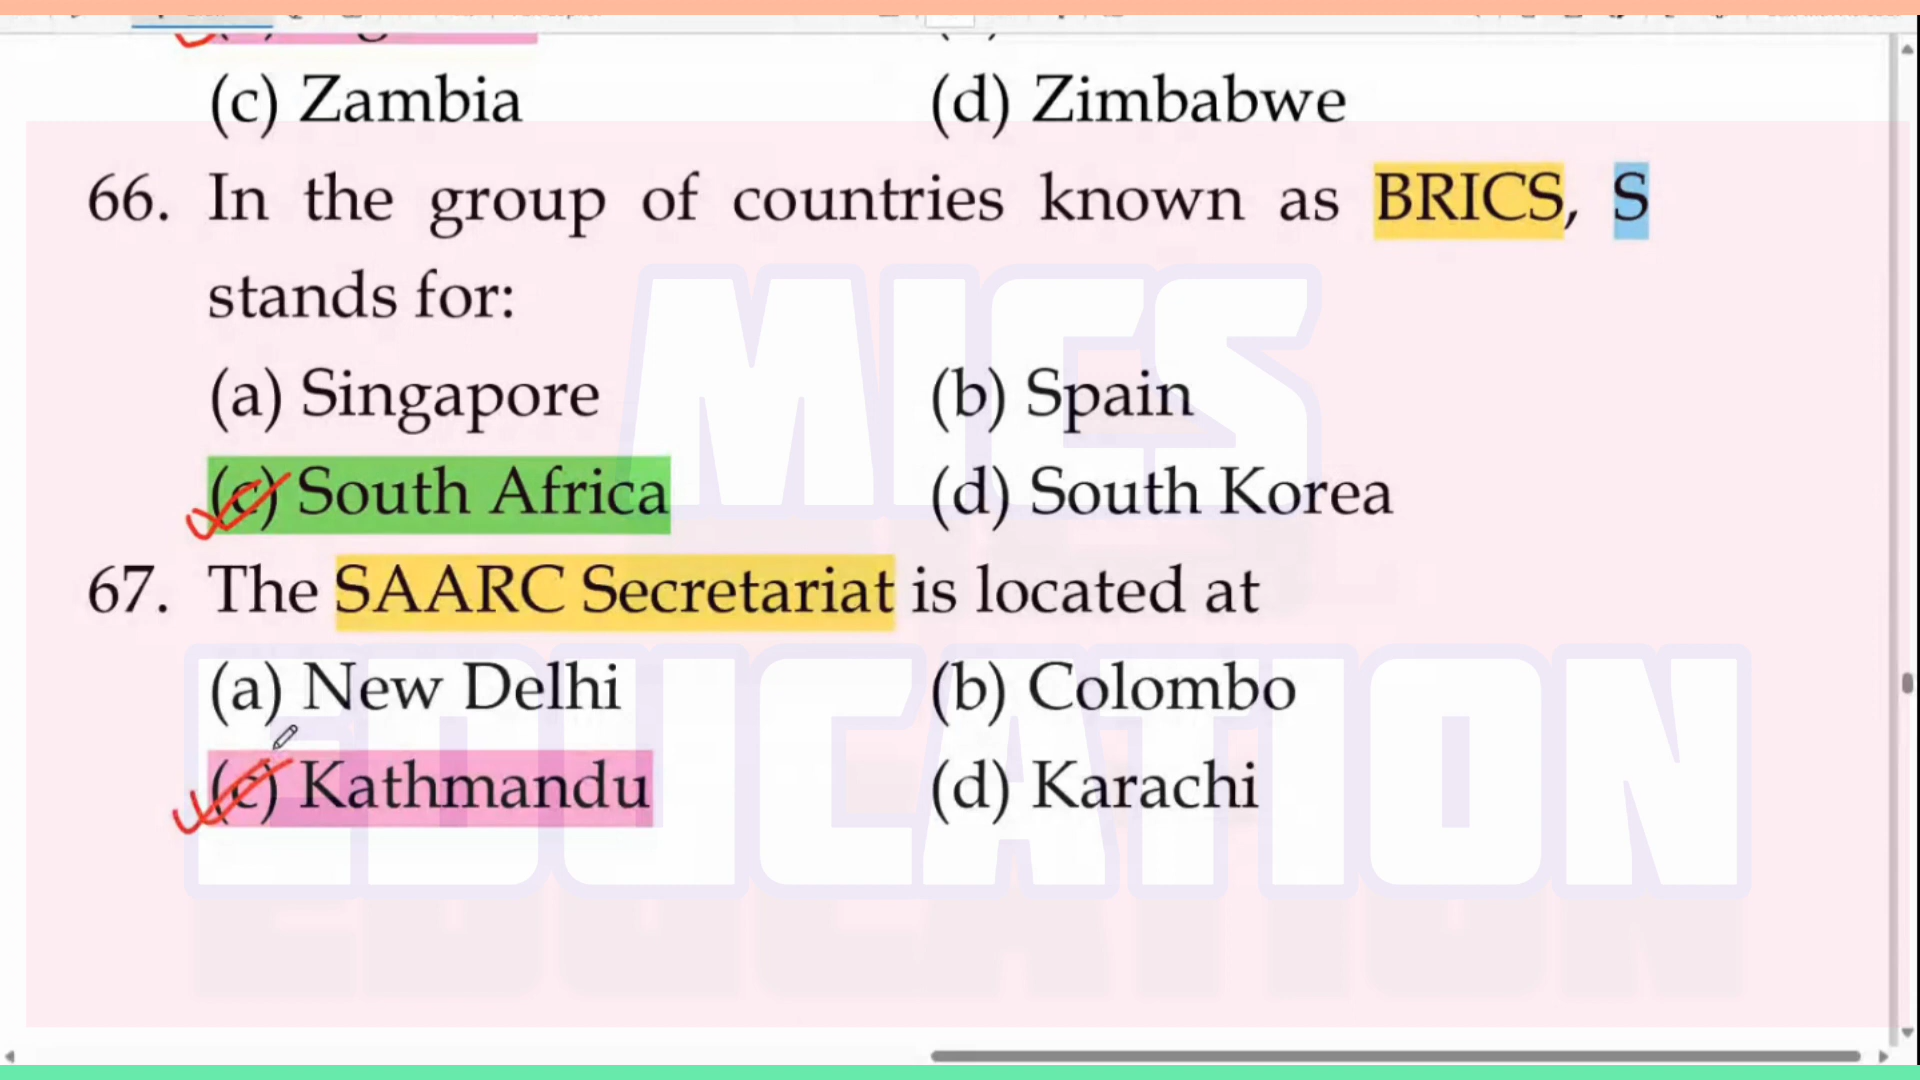 (c) Zambia (d) Zimbabwe
66. In the group of countries known as BRICS, S
stands for:
(a) Singapore (b) Spain
(c) South Africa (d) South Korea
67. The SAARC Secretariat is located at
(a) New Delhi (b) Colombo
(c) Kathmandu (d) Karachi
MICS
EDUCATION